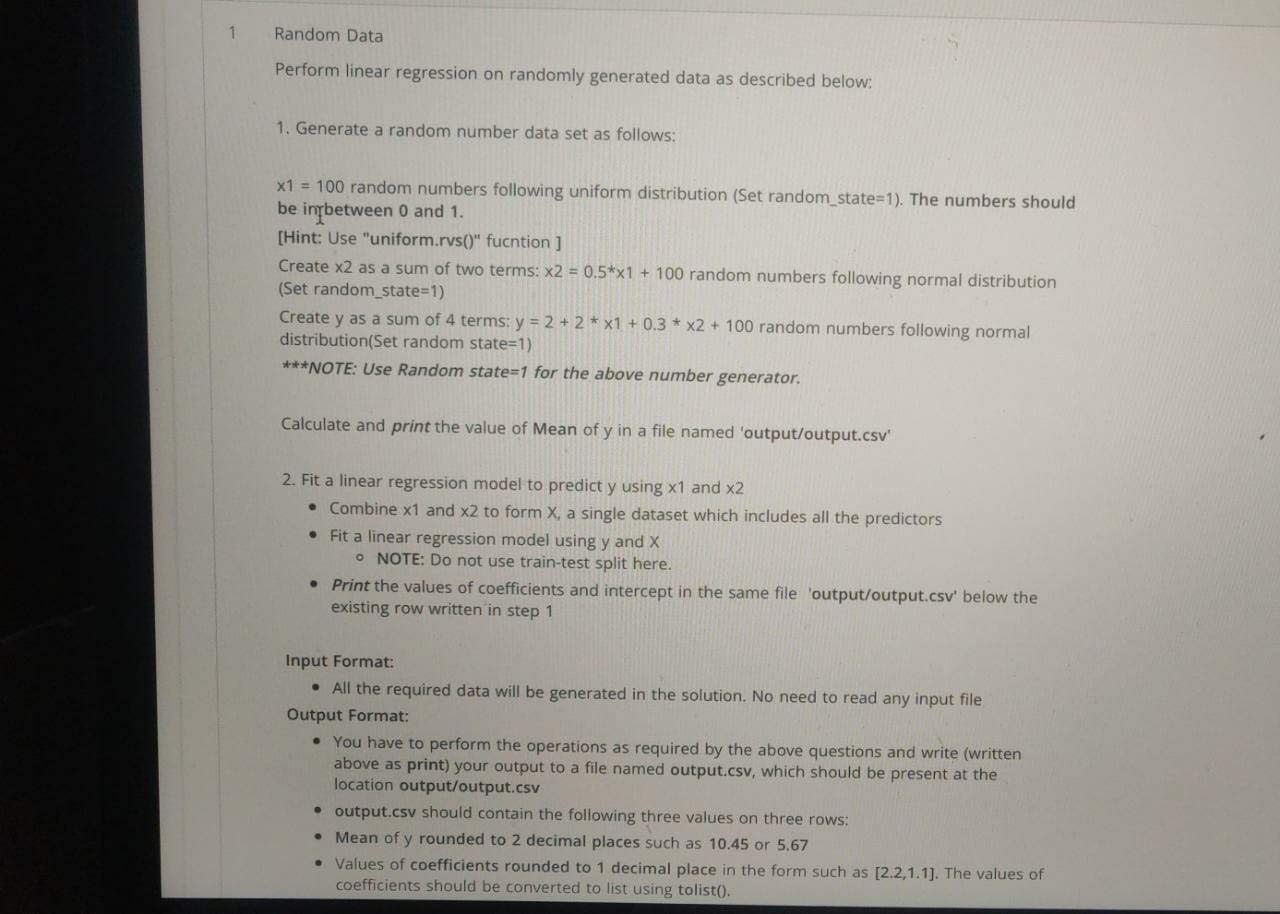 1 Random Data
Perform linear regression on randomly generated data as described below:
1. Generate a random number data set as follows:
x1 = 100 random numbers following uniform distribution (Set random_state=1). The numbers should
be in between 0 and 1.
[Hint: Use "uniform.rvs()" fucntion ]
Create x2 as a sum of two terms: x2 = 0.5*x1 + 100 random numbers following normal distribution
(Set random_state=1)
Create y as a sum of 4 terms: y = 2 + 2 * x1 + 0.3 * x2 + 100 random numbers following normal
distribution(Set random state=1)
***NOTE: Use Random state=1 for the above number generator.
Calculate and print the value of Mean of y in a file named 'output/output.csv'
2. Fit a linear regression model to predict y using x1 and x2
• Combine x1 and x2 to form X, a single dataset which includes all the predictors
• Fit a linear regression model using y and X
○ NOTE: Do not use train-test split here.
• Print the values of coefficients and intercept in the same file 'output/output.csv' below the
existing row written in step 1
Input Format:
• All the required data will be generated in the solution. No need to read any input file
Output Format:
• You have to perform the operations as required by the above questions and write (written
above as print) your output to a file named output.csv, which should be present at the
location output/output.csv
• output.csv should contain the following three values on three rows:
• Mean of y rounded to 2 decimal places such as 10.45 or 5.67
• Values of coefficients rounded to 1 decimal place in the form such as [2.2,1.1]. The values of
coefficients should be converted to list using tolist().